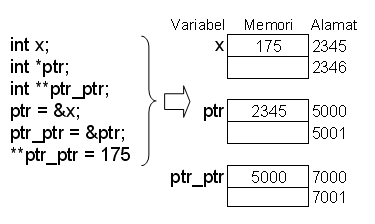 int x;
int *ptr;
int **ptr_ptr;
ptr = &x;
ptr_ptr = &ptr;
**ptr_ptr = 175
Variabel Memori Alamat
x 175 2345
2346
ptr 2345 5000
5001
ptr_ptr 5000 7000
7001